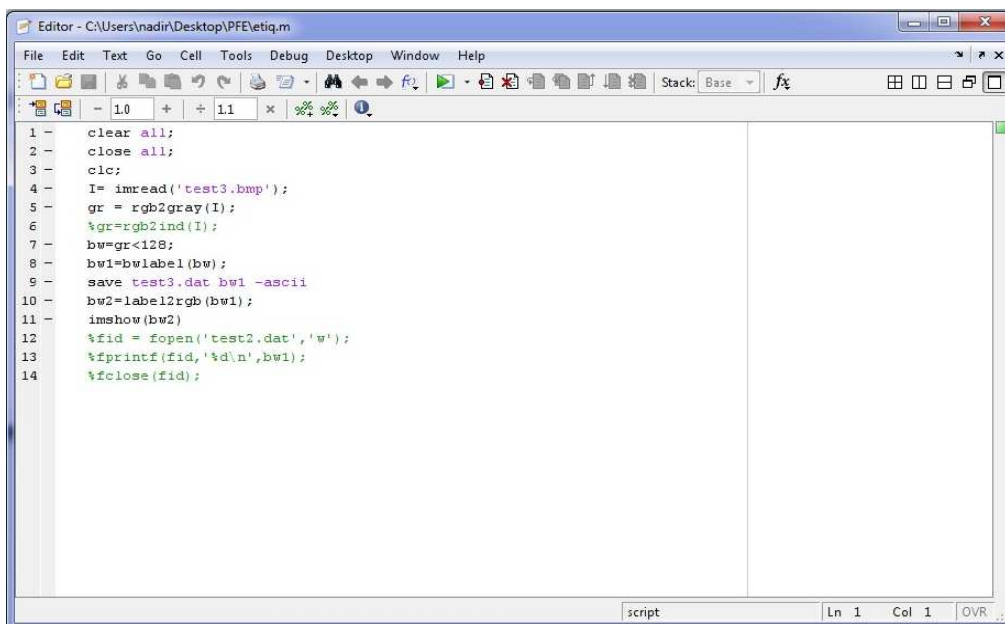 Editor - C:\Users\nadir\Desktop\PFE\etiq.m
File Edit Text Go Cell Tools Debug Desktop Window Help
Stack: Base fx
- 1.0 + ÷ 1.1 ×
1 - clear all;
2 - close all;
3 - clc;
4 - I= imread('test3.bmp');
5 - gr = rgb2gray(I);
6 %gr=rgb2ind(I);
7 - bw=gr<128;
8 - bw1=bwlabel(bw);
9 - save test3.dat bw1 -ascii
10 - bw2=label2rgb(bw1);
11 - imshow(bw2)
12 %fid = fopen('test2.dat','w');
13 %fprintf(fid,'%d\n',bw1);
14 %fclose(fid);
script Ln 1 Col 1 OVR